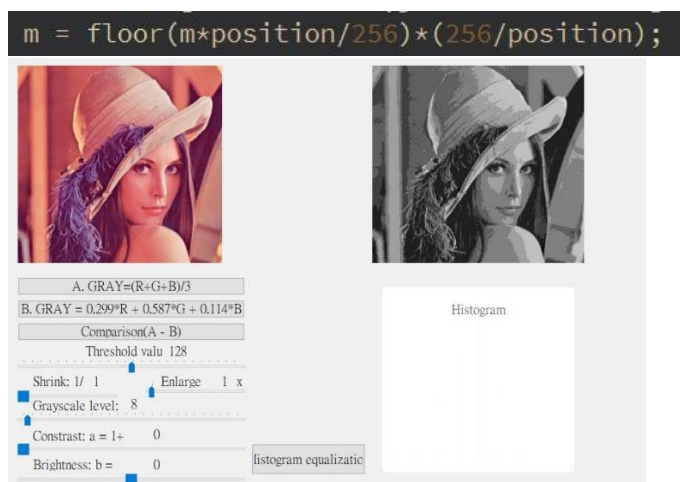 m = floor(m*position/256)*(256/position);
A. GRAY=(R+G+B)/3
B. GRAY = 0.299*R + 0.587*G + 0.114*B
Comparison(A - B)
Threshold valu 128
Shrink: 1/ 1 Enlarge 1 x
Grayscale level: 8
Constrast: a = 1+ 0
Brightness: b = 0
Histogram
listogram equalizatic